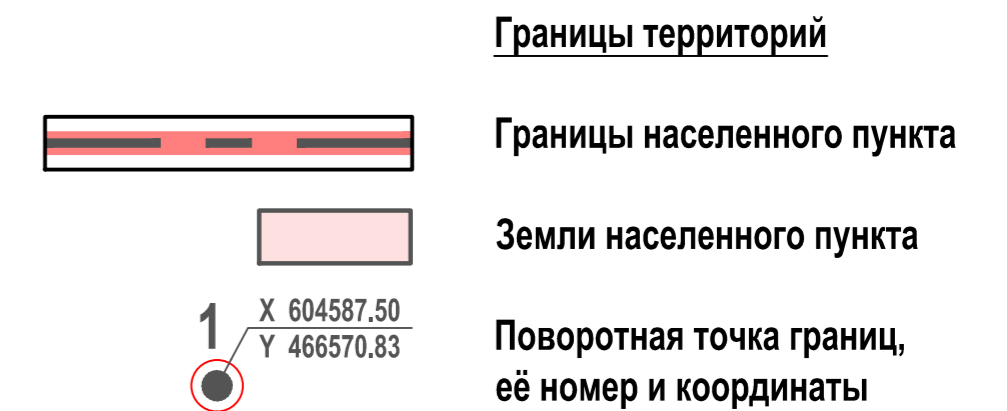 Границы территорий
Границы населенного пункта
Земли населенного пункта
1
X 604587.50
Y 466570.83
Поворотная точка границ,
её номер и координаты